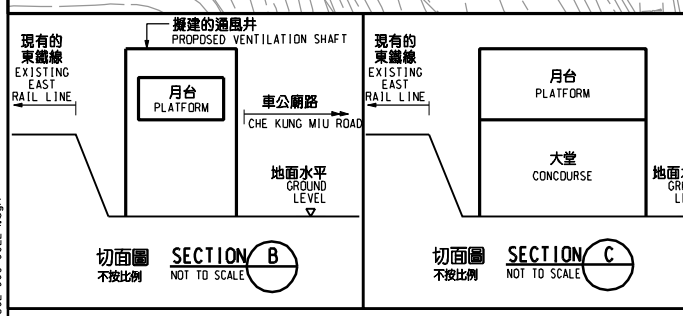 擬建的通風井
PROPOSED VENTILATION SHAFT
現有的
東鐵線
EXISTING
EAST
RAIL LINE
月台
PLATFORM
車公廟路
CHE KUNG MIU ROAD
地面水平
GROUND
LEVEL
切面圖
不按比例
SECTION B
NOT TO SCALE
現有的
東鐵線
EXISTING
EAST
RAIL LINE
月台
PLATFORM
大堂
CONCOURSE
地面
切面圖
不按比例
SECTION C
NOT TO SCALE